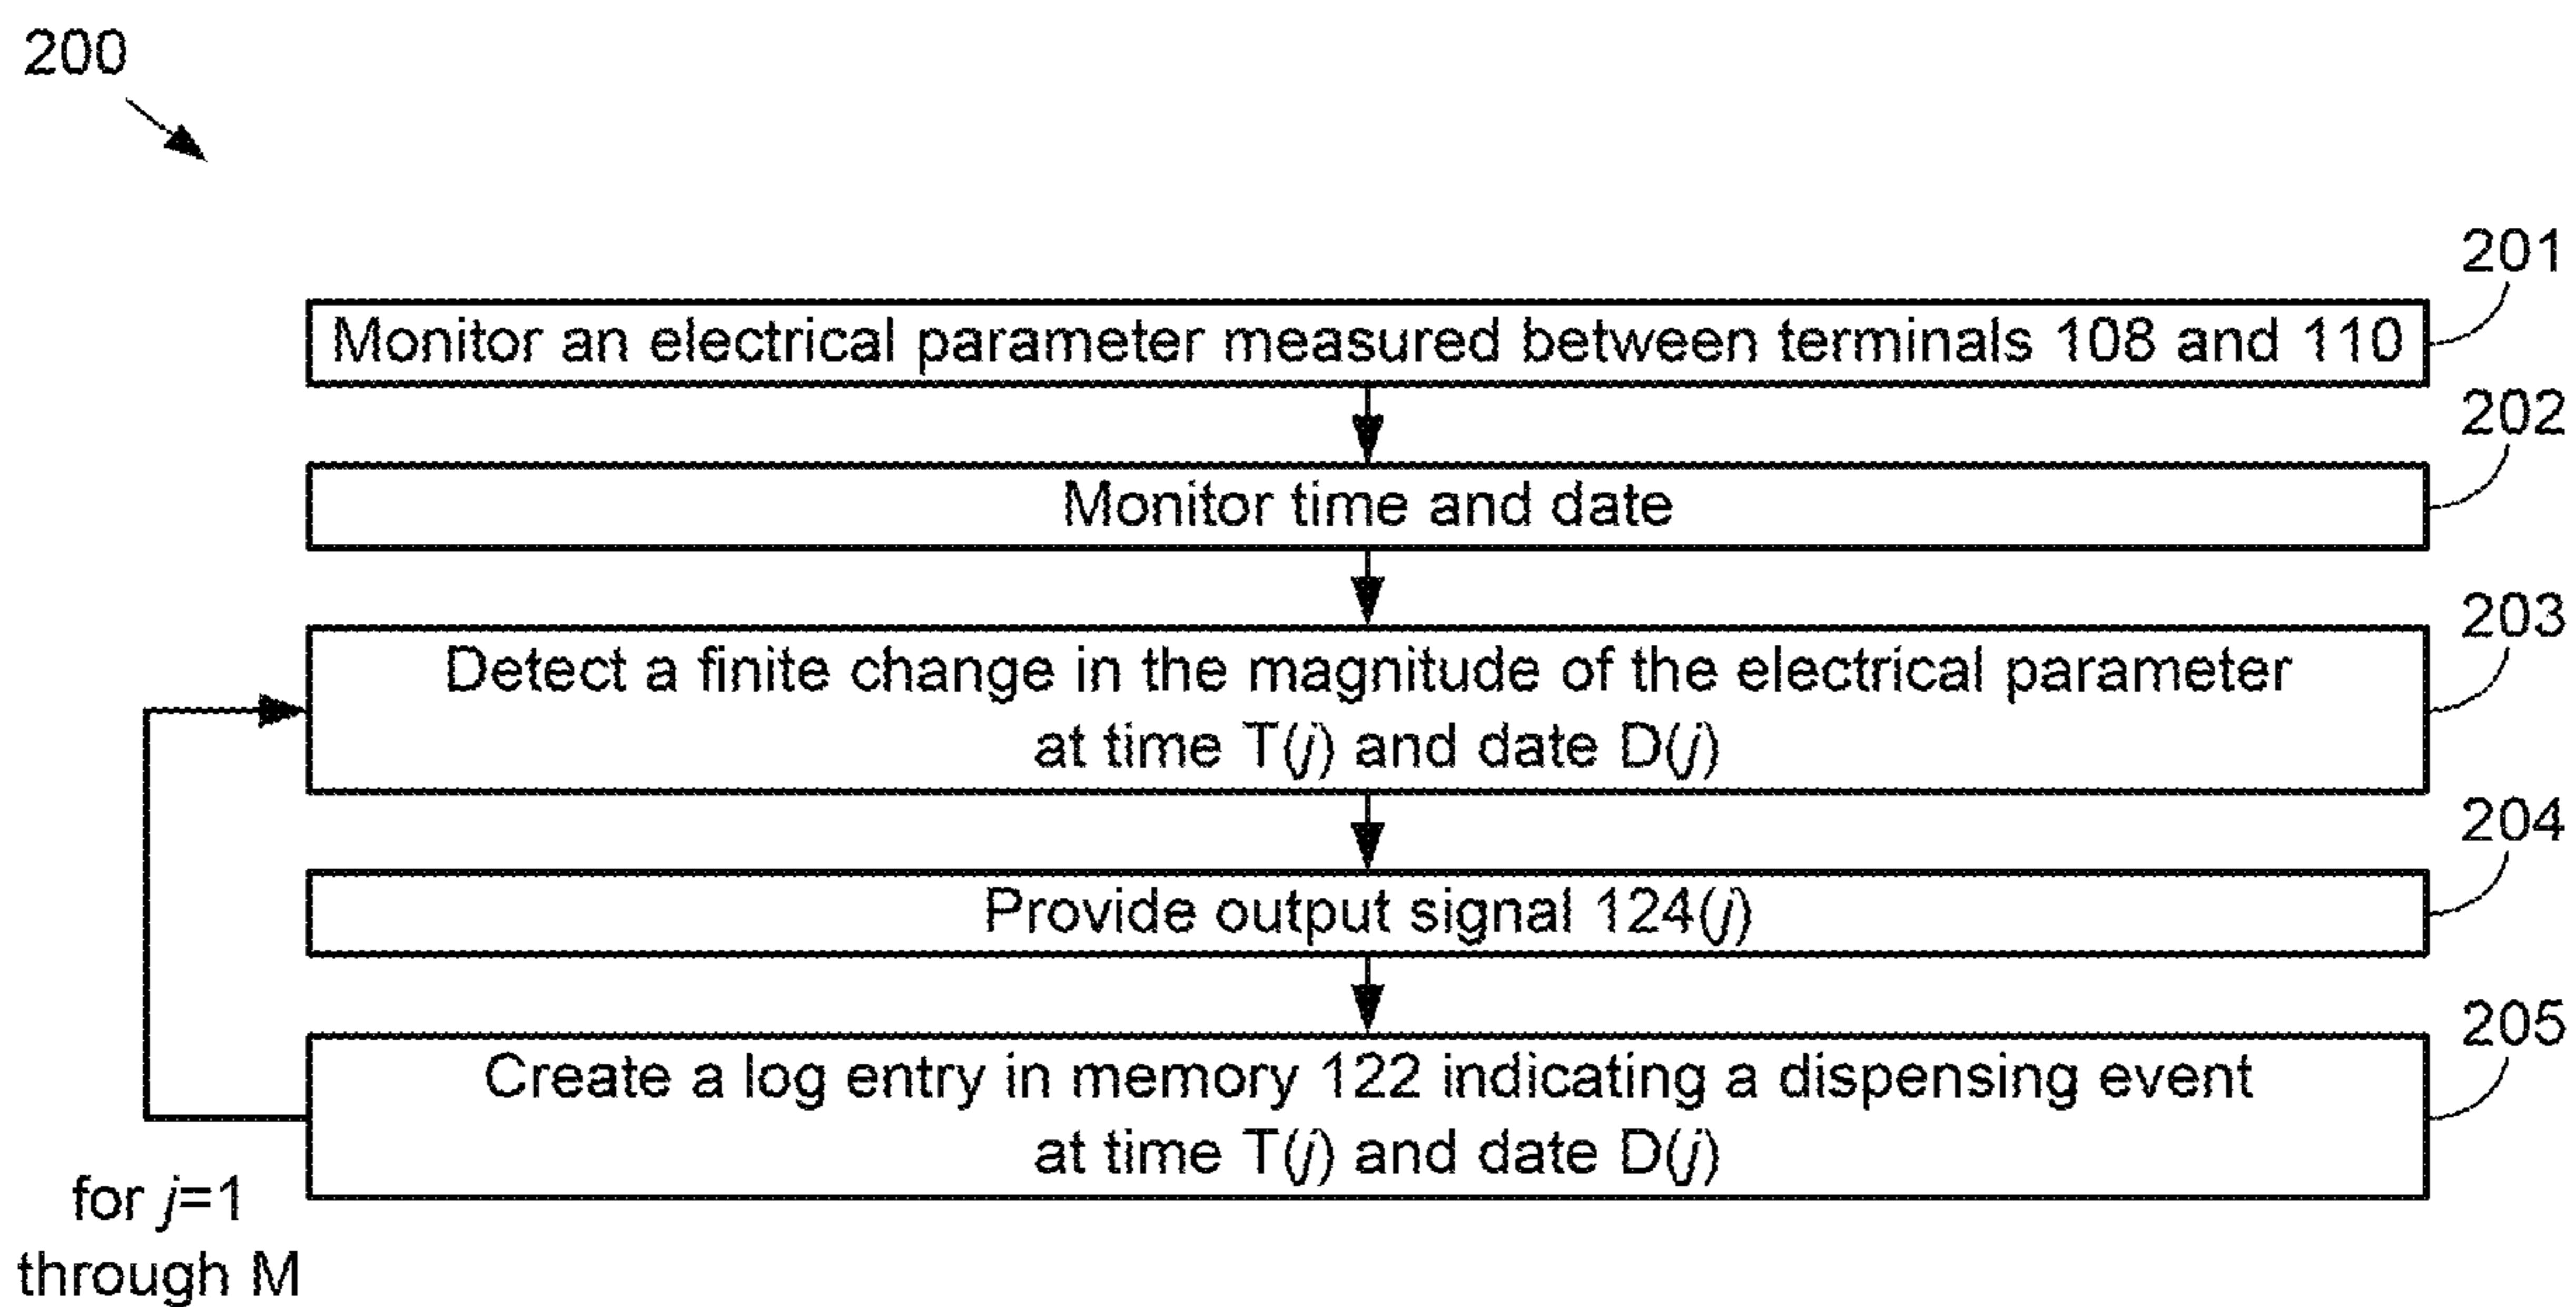 200
201
Monitor an electrical parameter measured between terminals 108 and 110
202
Monitor time and date
203
Detect a finite change in the magnitude of the electrical parameter
at time T(j) and date D(j)
204
Provide output signal 124(j)
205
Create a log entry in memory 122 indicating a dispensing event
at time T(j) and date D(j)
for j=1
through M